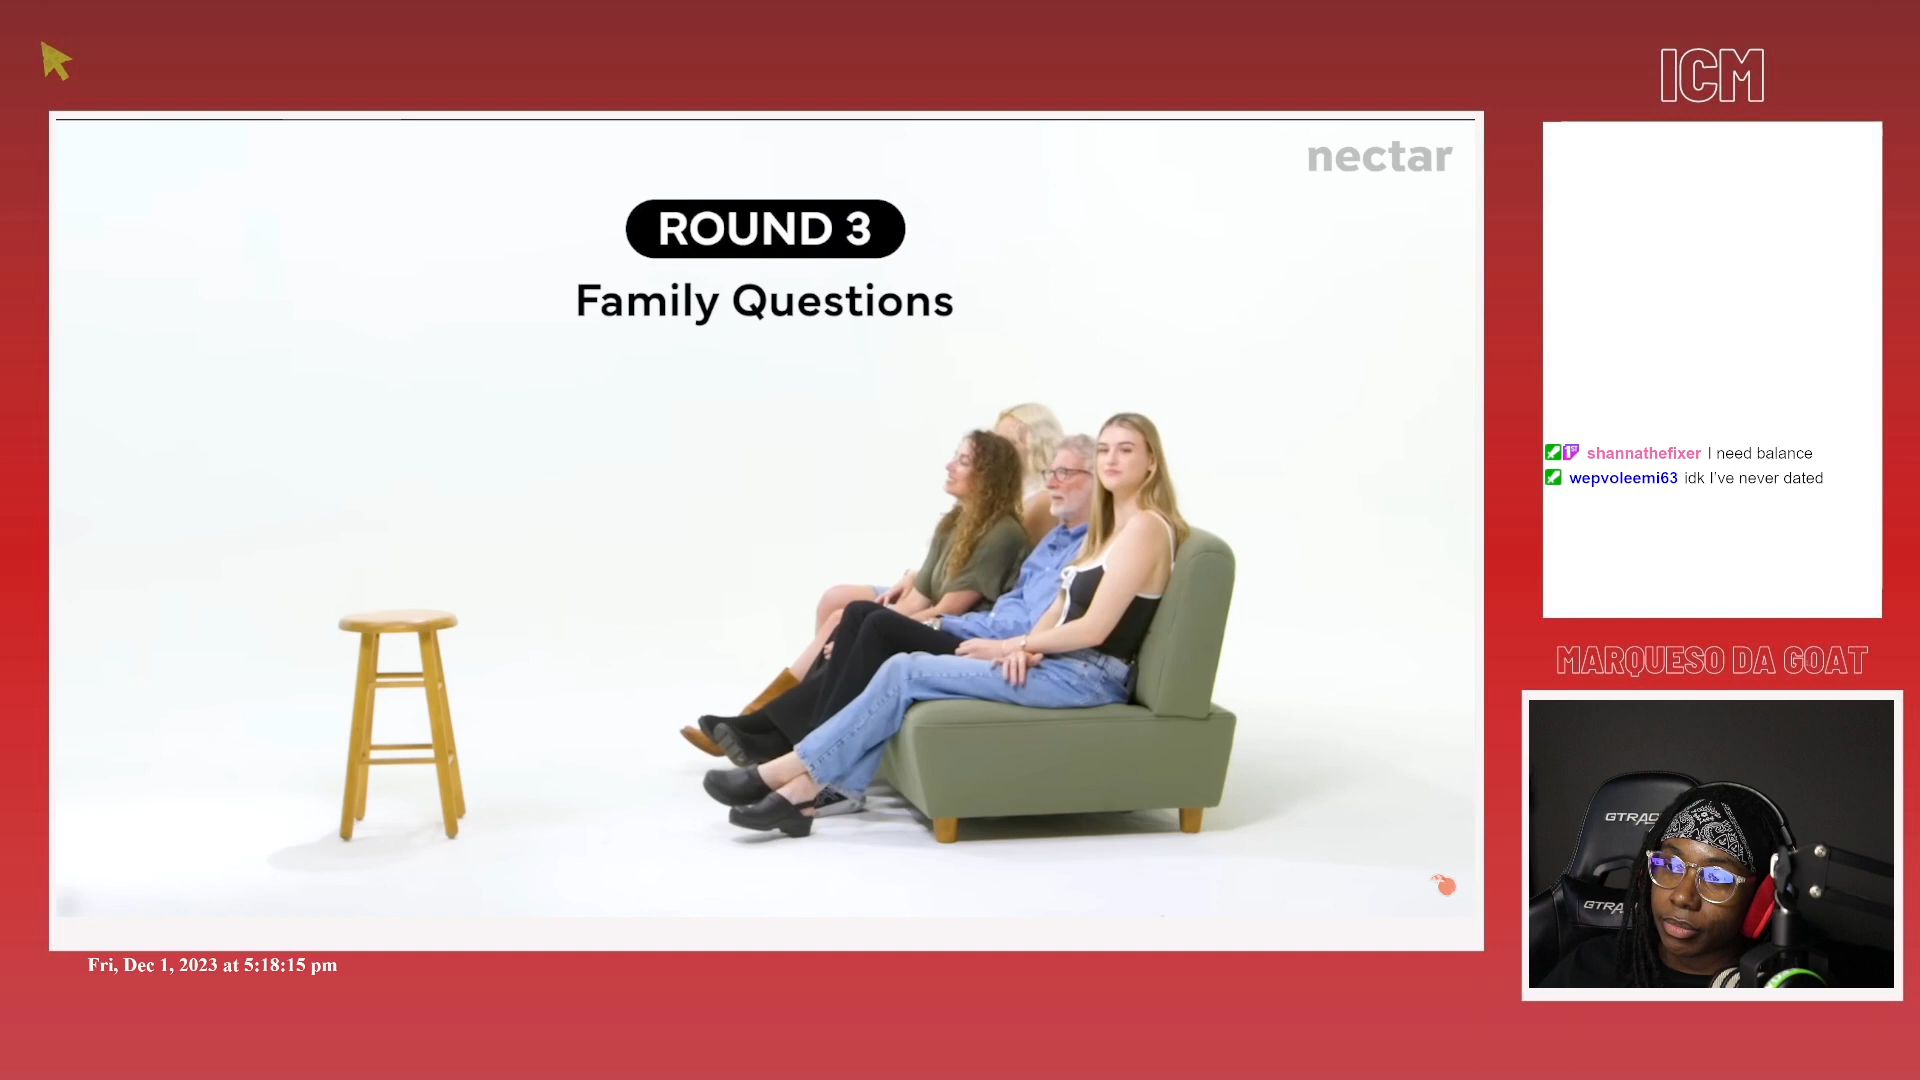 ICM
nectar
ROUND 3
Family Questions
shannathefixer I need balance
wepvoleemi63 idk I've never dated
MARQUESO DA GOAT
GTRAC
GTRA
Fri, Dec 1, 2023 at 5:18:15 pm